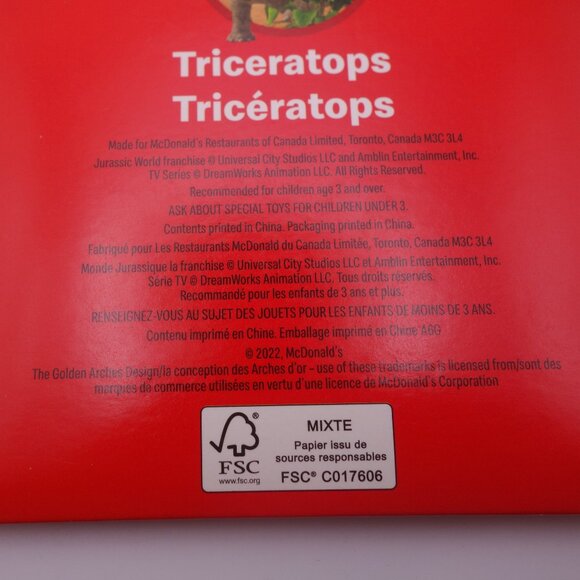 Triceratops
Tricératops
Made for McDonald's Restaurants of Canada Limited, Toronto, Canada M3C 3L4
Jurassic World franchise © Universal City Studios LLC and Amblin Entertainment, Inc.
TV Series © DreamWorks Animation LLC. All Rights Reserved.
Recommended for children age 3 and over.
ASK ABOUT SPECIAL TOYS FOR CHILDREN UNDER 3.
Contents printed in China. Packaging printed in China.
Fabriqué pour Les Restaurants McDonald du Canada Limitée, Toronto, Canada M3C 3L4
Monde Jurassique la franchise © Universal City Studios LLC et Amblin Entertainment, Inc.
Série TV © DreamWorks Animation LLC. Tous droits réservés.
Recommandé pour les enfants de 3 ans et plus.
RENSEIGNEZ-VOUS AU SUJET DES JOUETS POUR LES ENFANTS DE MOINS DE 3 ANS.
Contenu imprimé en Chine. Emballage imprimé en Chine A6G
© 2022, McDonald's
The Golden Arches Design/la conception des Arches d'or – use of these trademarks is licensed from/sont des
marques de commerce utilisées en vertu d'une licence de McDonald's Corporation
FSC
www.fsc.org
MIXTE
Papier issu de
sources responsables
FSC® C017606